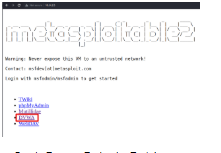 metasploitable2
Warning: Never expose this VM to an untrusted network!
Contact: msfdev[at]metasploit.com
Login with msfadmin/msfadmin to get started
TWiki
phpMyAdmin
Mutillidae
DVWA
WebDAV